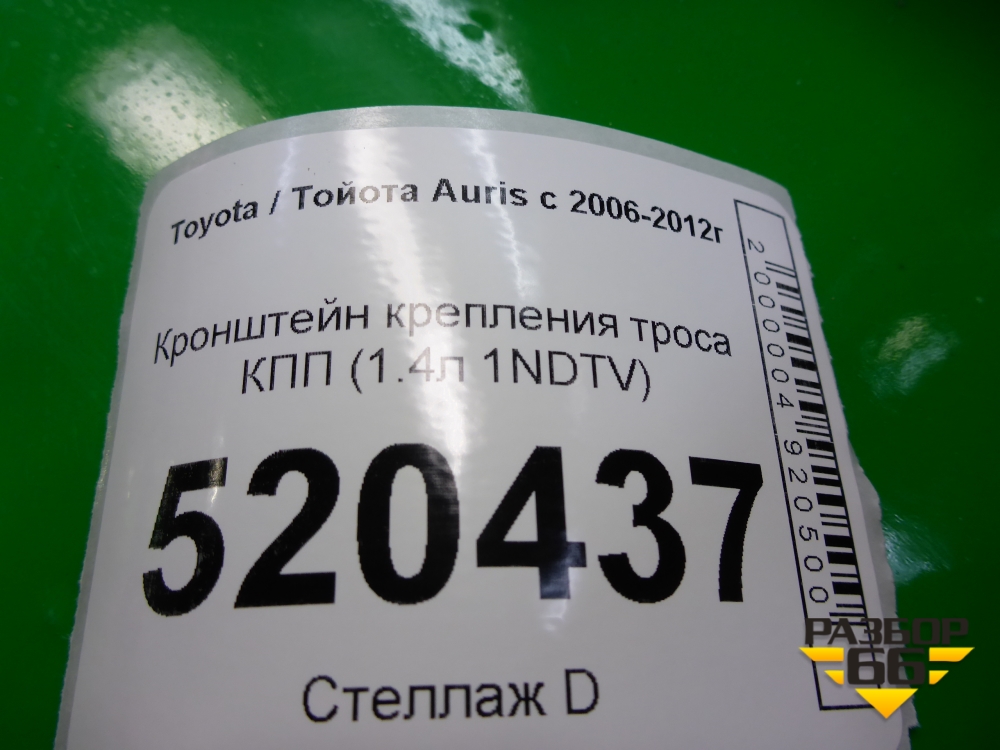 Toyota / Тойота Auris с 2006-2012г
Кронштейн крепления троса
КПП (1.4л 1NDTV)
520437
Стеллаж D
2000004920500
РАЗБОР
66